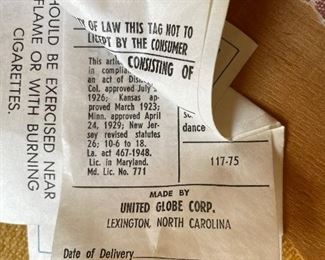 HOULD BE EXERCISED NEAR
FLAME OR WITH BURNING
CIGARETTES.
OF LAW THIS TAG NOT TO
EPT BY THE CONSUMER
CONSISTING OF
This artic
in complian
an act of Dis
Col. approved July
1926; Kansas ap-
proved March 1923;
Minn. approved April
24, 1929; New Jer-
sey revised statutes
26; 10-6 to 18.
La. act 467-1948.
Lic. in Maryland.
Md. Lic. No. 771
dance
117-75
MADE BY
UNITED GLOBE CORP.
LEXINGTON, NORTH CAROLINA
Date of Delivery